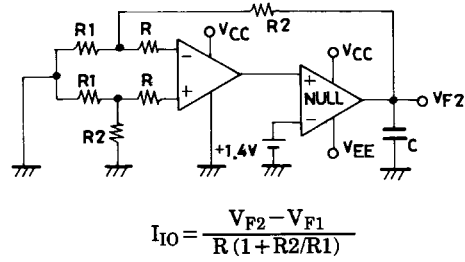 R2
R1
R
VCC
VCC
−
+
+
NULL
−
VF2
R1
R
R2
+1.4V
VEE
C
IIO = VF2−VF1 / R (1+R2/R1)